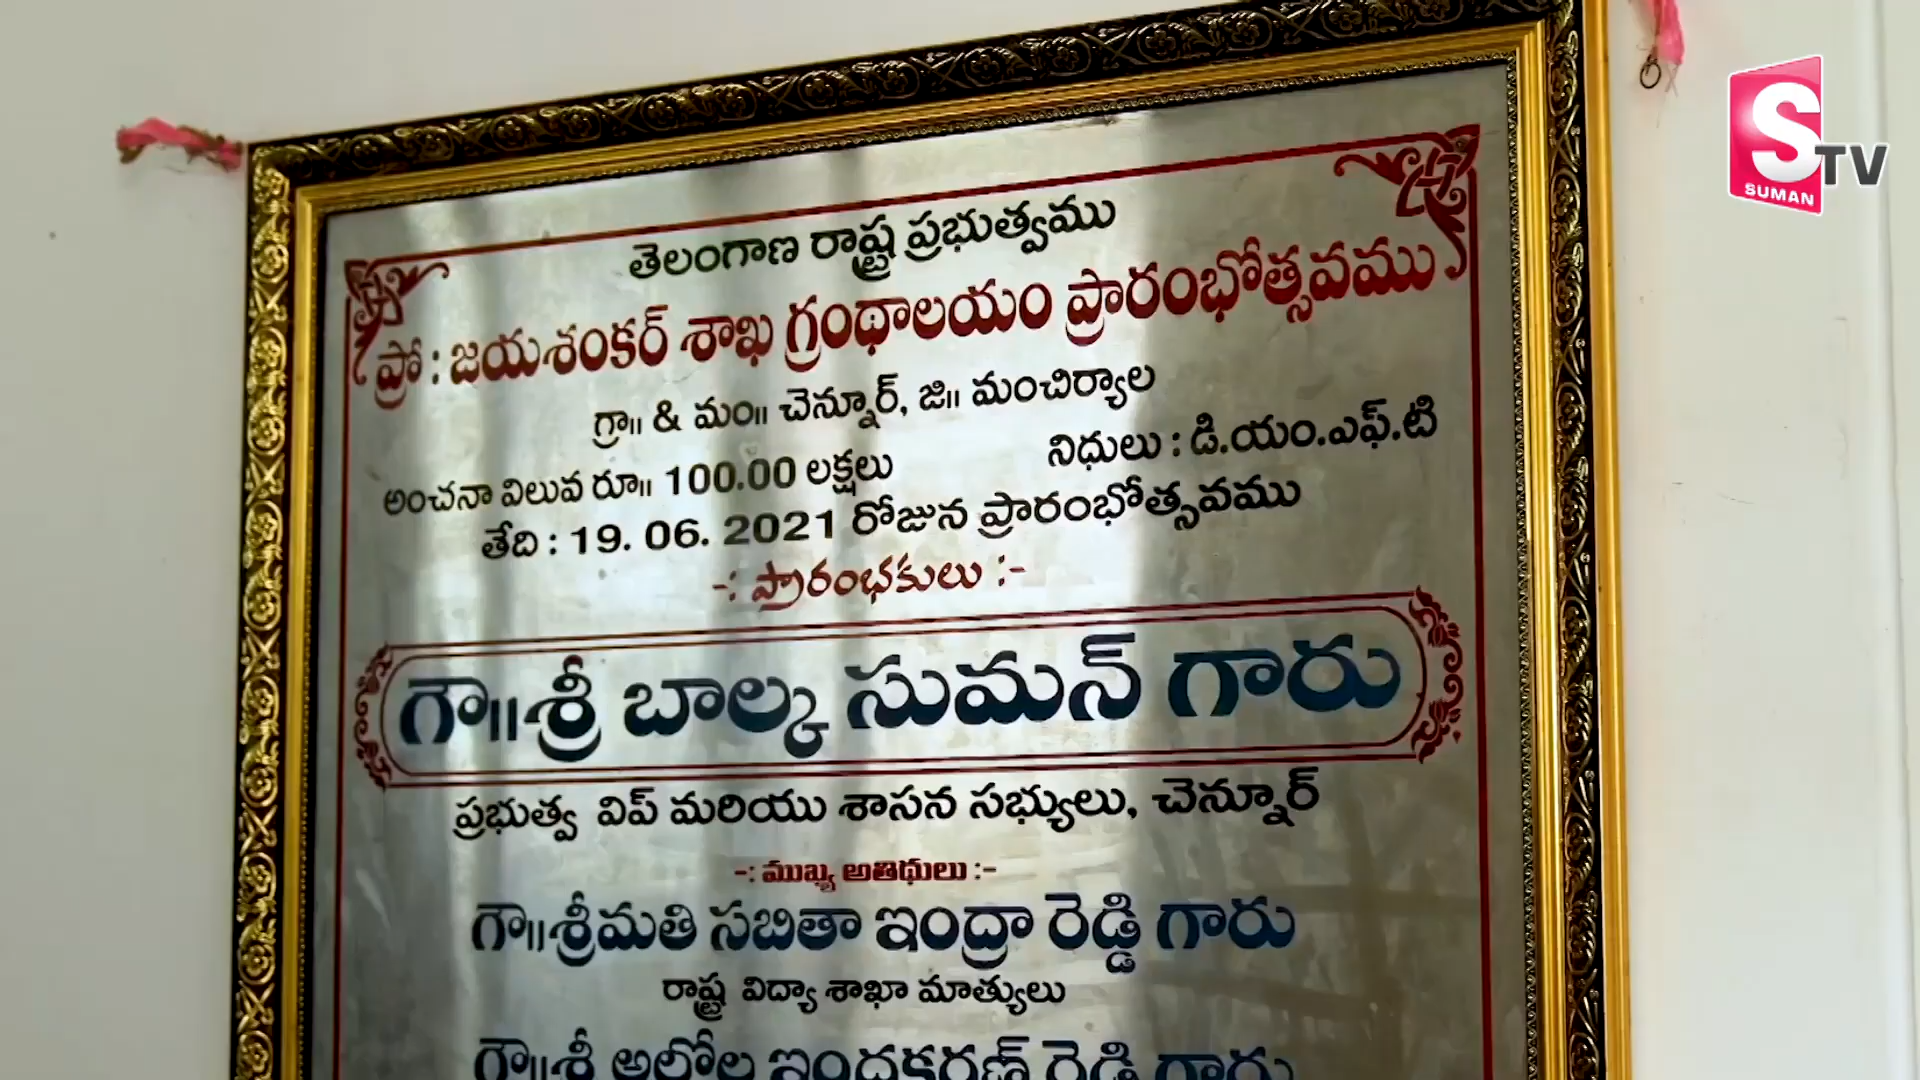 S TV
SUMAN
తెలంగాణ రాష్ట్ర ప్రభుత్వము
ప్రో : జయశంకర్ శాఖ గ్రంథాలయం ప్రారంభోత్సవము
గ్రా॥ & మం॥ చెన్నూర్, జి॥ మంచిర్యాల
అంచనా విలువ రూ॥ 100.00 లక్షలు నిధులు : డి.యం.ఎఫ్.టి
తేది : 19. 06. 2021 రోజున ప్రారంభోత్సవము
-: ప్రారంభకులు :-
గౌ॥శ్రీ బాల్క సుమన్ గారు
ప్రభుత్వ విప్ మరియు శాసన సభ్యులు, చెన్నూర్
-: ముఖ్య అతిధులు :-
గౌ॥శ్రీమతి సబితా ఇంద్రా రెడ్డి గారు
రాష్ట్ర విద్యా శాఖా మాత్యులు
గౌ॥శ్రీ అల్లోల ఇంద్రకరణ్ రెడ్డి గారు